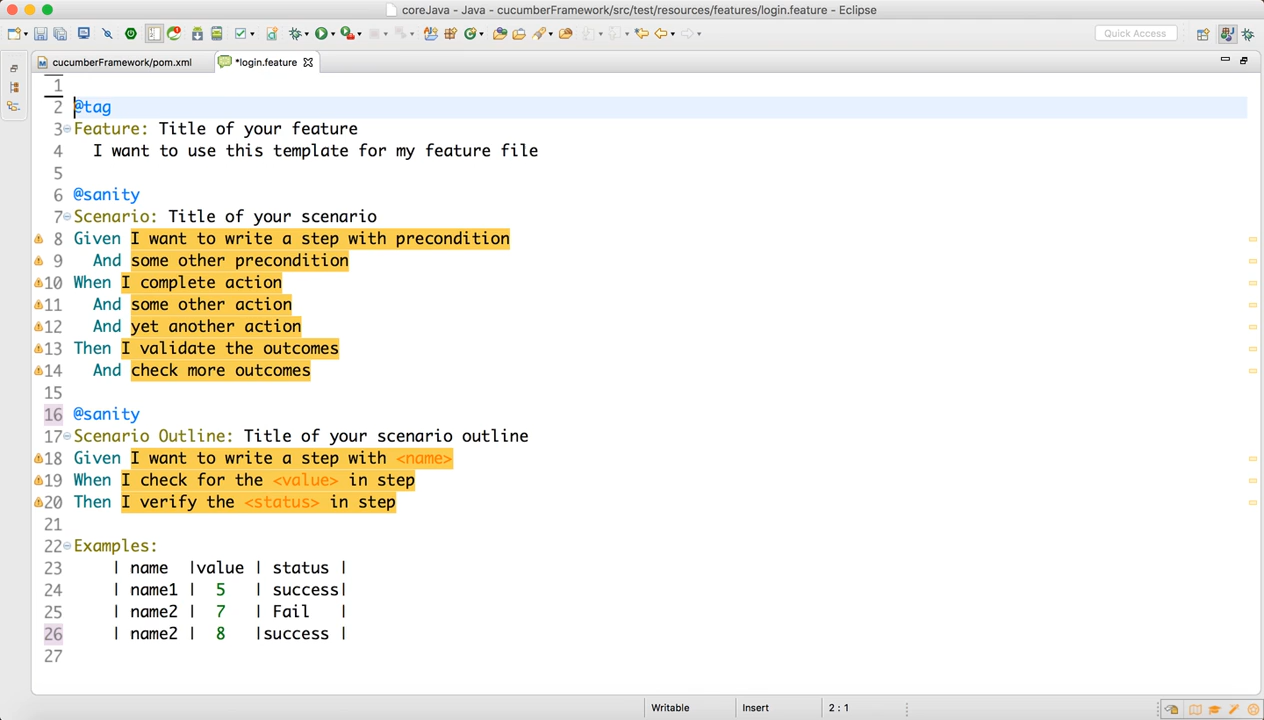 coreJava - Java - cucumberFramework/src/test/resources/features/login.feature - Eclipse
Quick Access
cucumberFramework/pom.xml
*login.feature
1
2 @tag
3 Feature: Title of your feature
4 I want to use this template for my feature file
5
6 @sanity
7 Scenario: Title of your scenario
8 Given I want to write a step with precondition
9 And some other precondition
10 When I complete action
11 And some other action
12 And yet another action
13 Then I validate the outcomes
14 And check more outcomes
15
16 @sanity
17 Scenario Outline: Title of your scenario outline
18 Given I want to write a step with <name>
19 When I check for the <value> in step
20 Then I verify the <status> in step
21
22 Examples:
23 | name |value | status |
24 | name1 | 5 | success|
25 | name2 | 7 | Fail |
26 | name2 | 8 |success |
27
Writable Insert 2 : 1